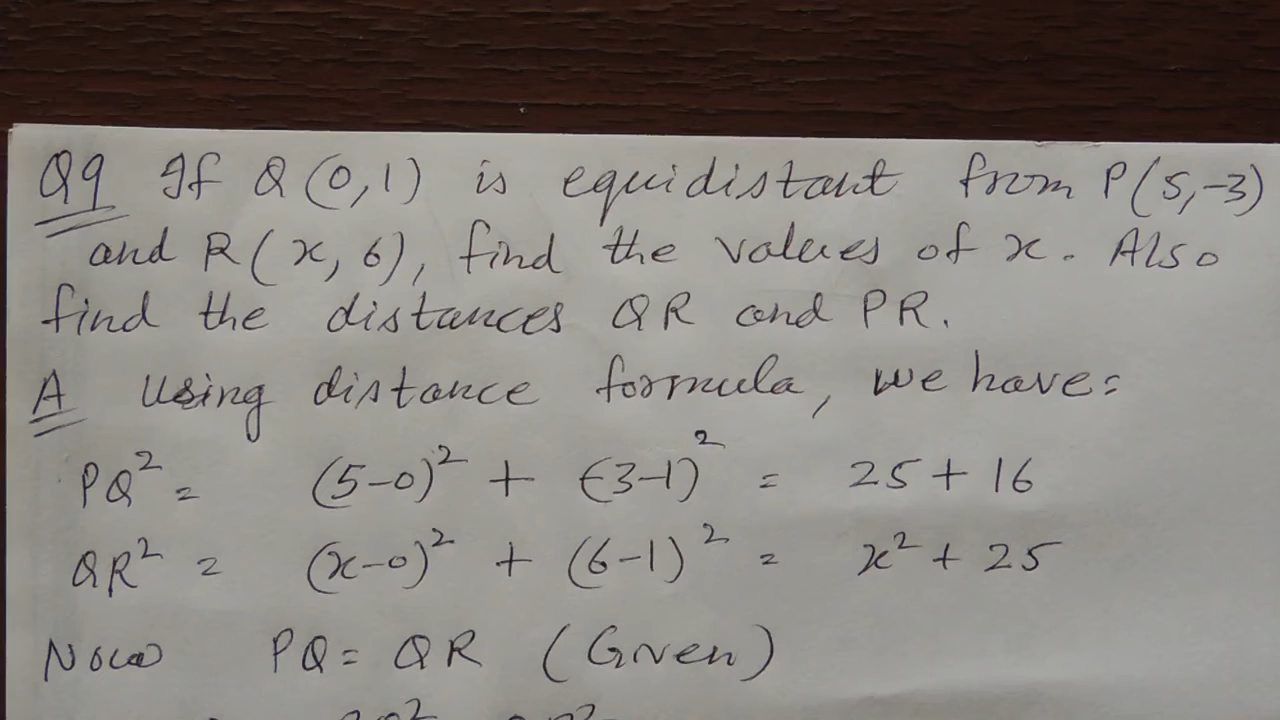 Q9 If Q(0,1) is equidistant from P(5,-3)
and R(x,6), find the values of x. Also
find the distances QR and PR.
A Using distance formula, we have:
PQ² = (5-0)² + (-3-1)² = 25 + 16
QR² = (x-0)² + (6-1)² = x² + 25
Now PQ = QR (Given)